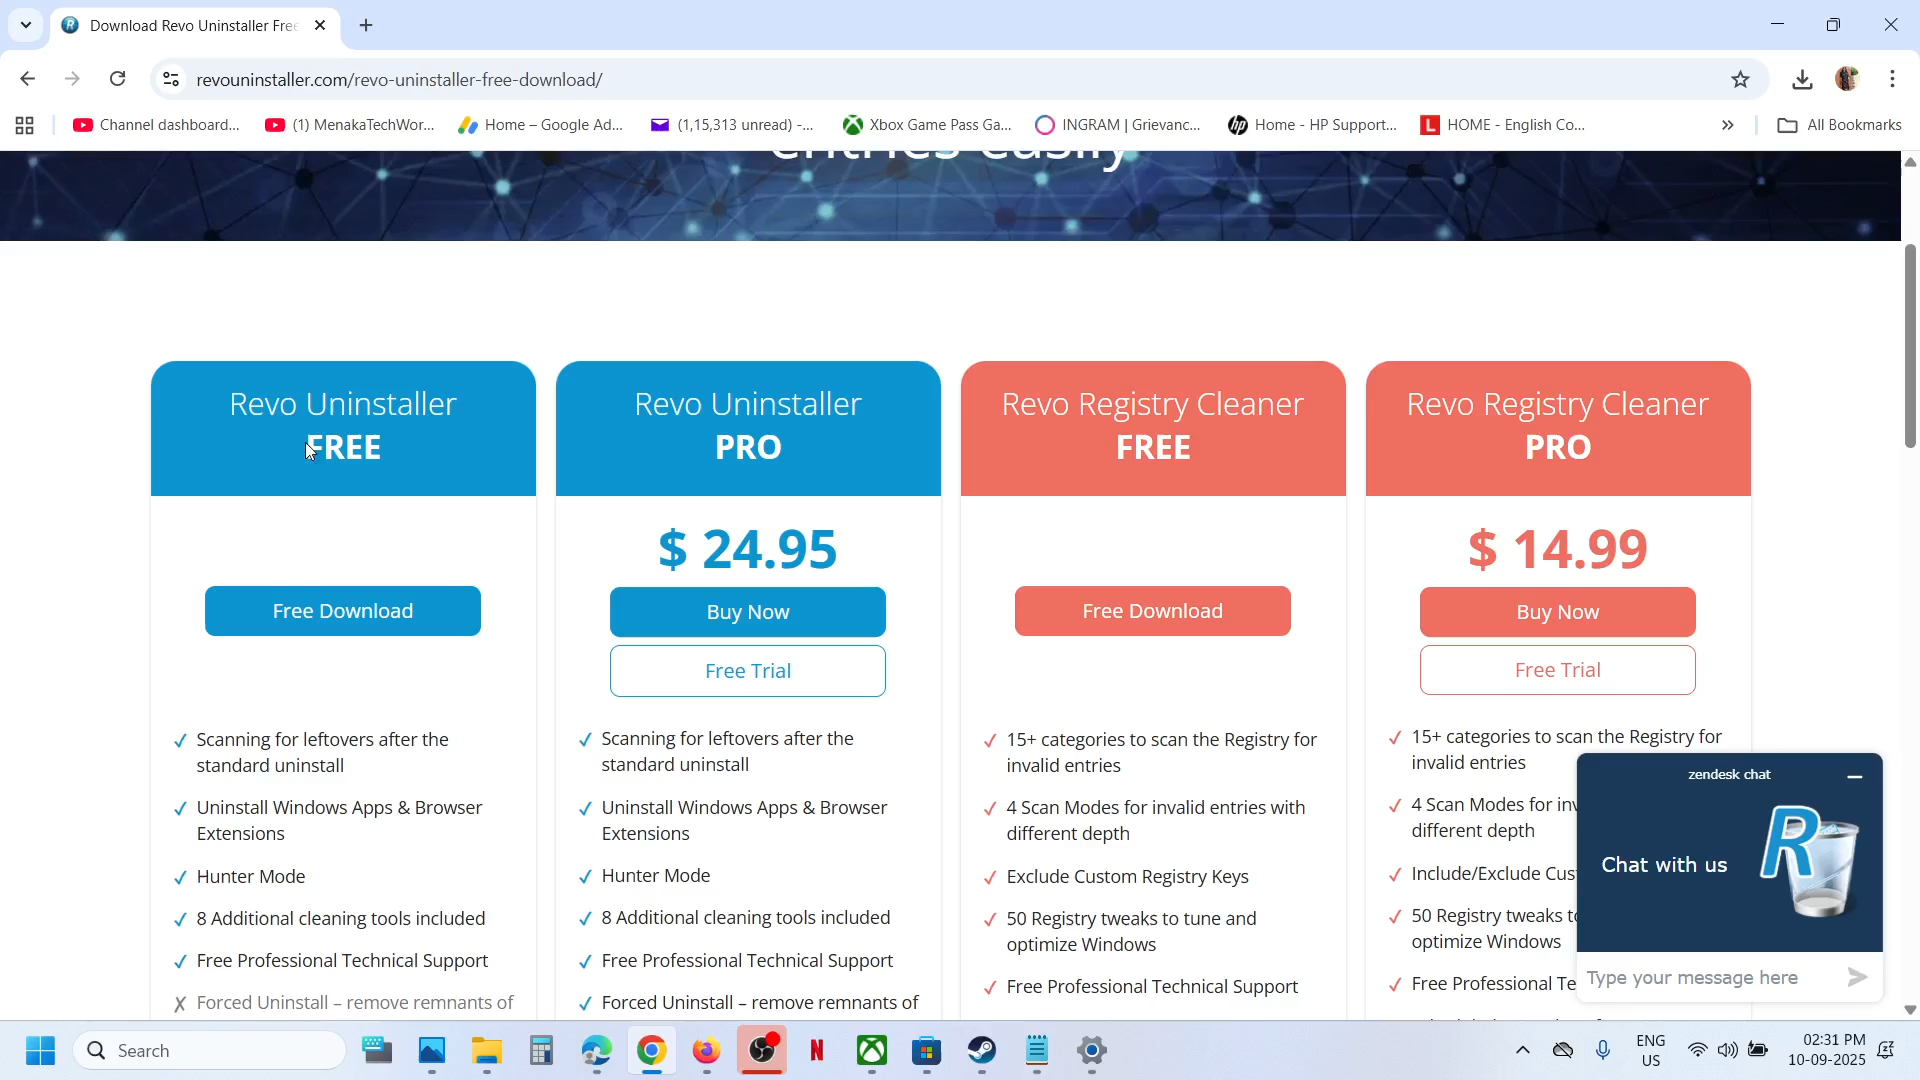 Download Revo Uninstaller Free
revouninstaller.com/revo-uninstaller-free-download/
Channel dashboard...
(1) MenakaTechWor...
Home – Google Ad...
(1,15,313 unread) -...
Xbox Game Pass Ga...
INGRAM | Grievanc...
Home - HP Support...
HOME - English Co...
All Bookmarks
entries easily
Revo Uninstaller
FREE
Free Download
Scanning for leftovers after the
standard uninstall
Uninstall Windows Apps & Browser
Extensions
Hunter Mode
8 Additional cleaning tools included
Free Professional Technical Support
Forced Uninstall – remove remnants of
Revo Uninstaller
PRO
$ 24.95
Buy Now
Free Trial
Scanning for leftovers after the
standard uninstall
Uninstall Windows Apps & Browser
Extensions
Hunter Mode
8 Additional cleaning tools included
Free Professional Technical Support
Forced Uninstall – remove remnants of
Revo Registry Cleaner
FREE
Free Download
15+ categories to scan the Registry for
invalid entries
4 Scan Modes for invalid entries with
different depth
Exclude Custom Registry Keys
50 Registry tweaks to tune and
optimize Windows
Free Professional Technical Support
Revo Registry Cleaner
PRO
$ 14.99
Buy Now
Free Trial
15+ categories to scan the Registry for
invalid entries
4 Scan Modes for inv
different depth
Include/Exclude Cus
50 Registry tweaks to
optimize Windows
Free Professional Te
zendesk chat
Chat with us
Type your message here
Search
ENG
US
02:31 PM
10-09-2025